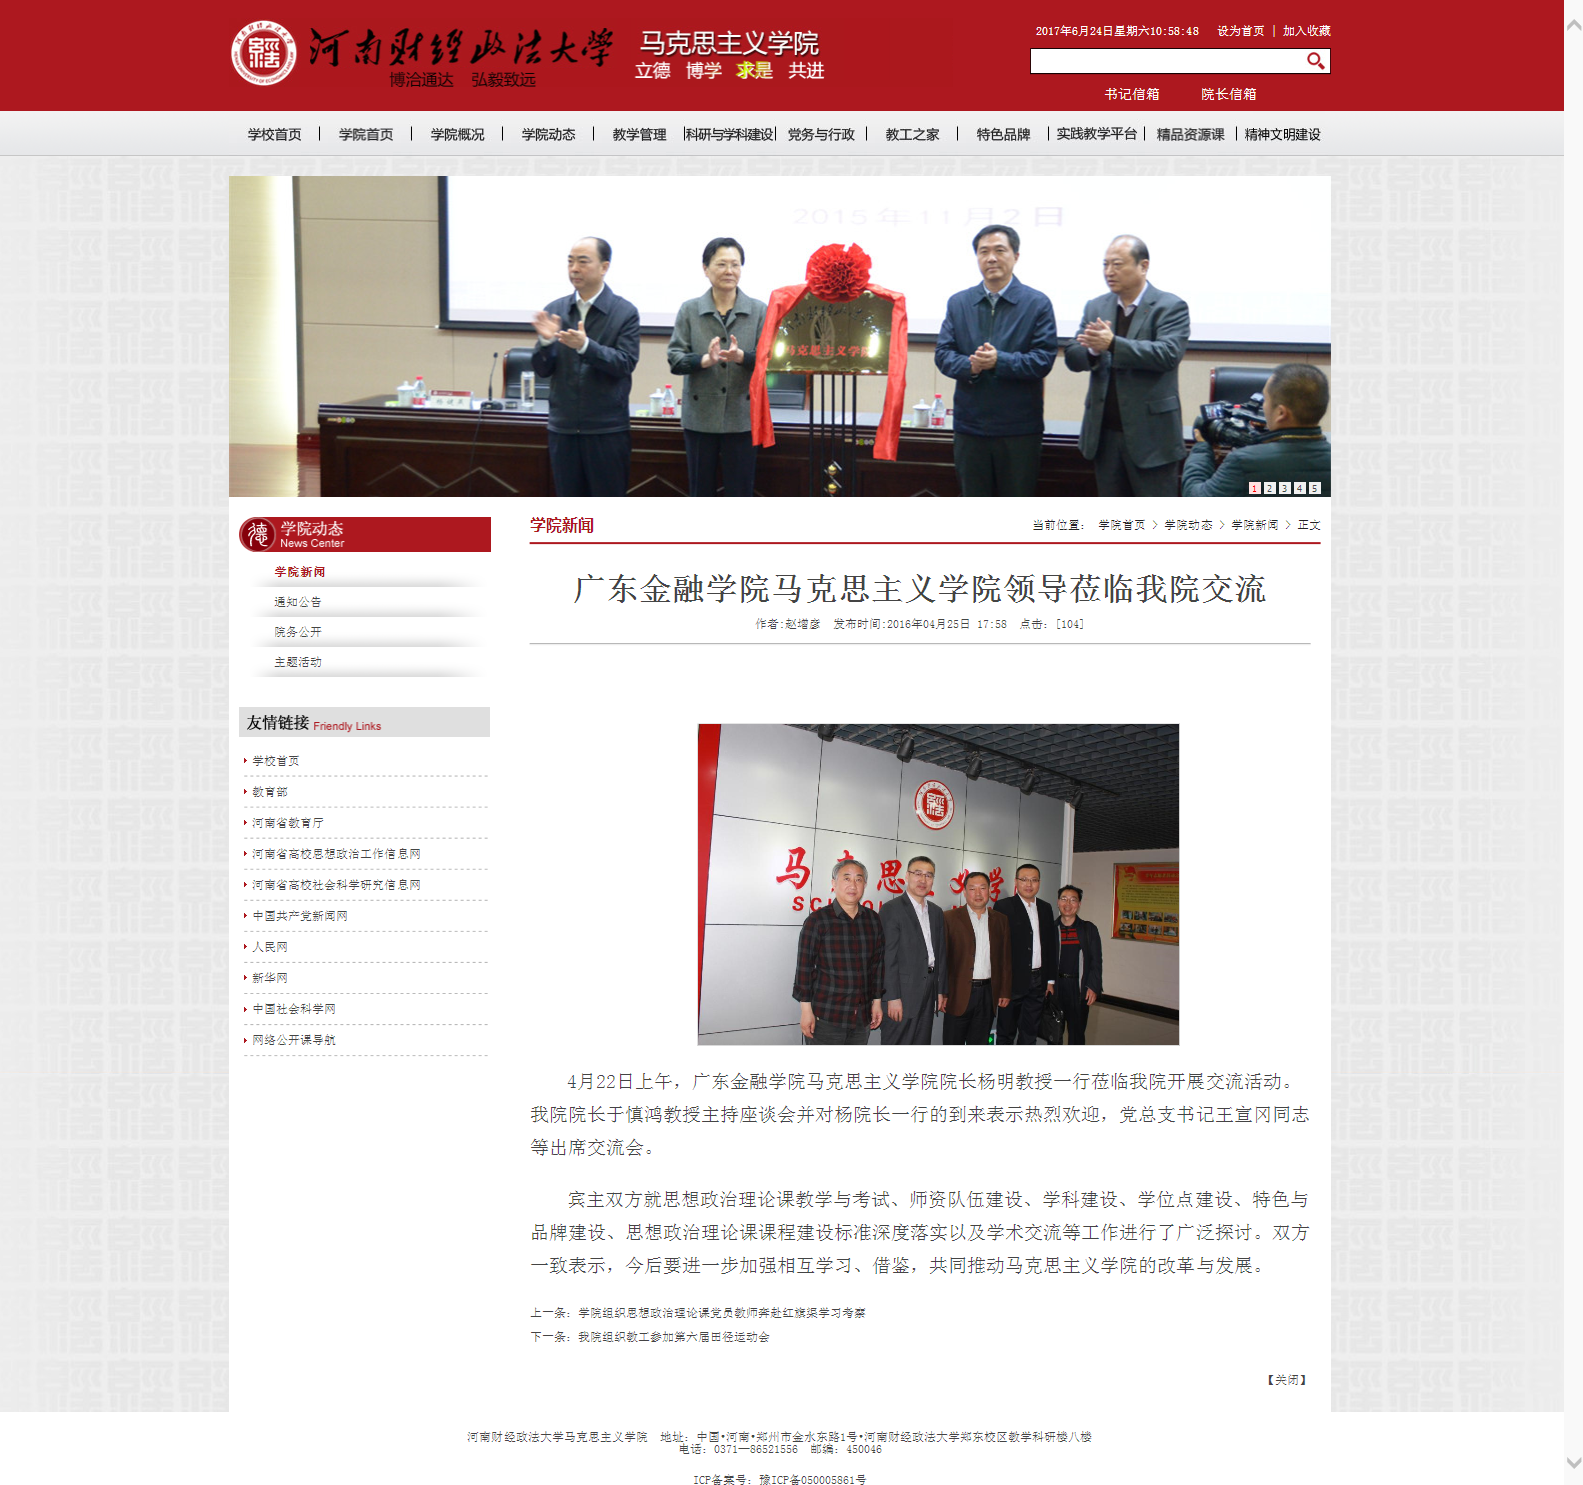 河南财经政法大学
博洽通达 弘毅致远
马克思主义学院
立德 博学 求是 共进
2017年6月24日星期六10:58:48 设为首页 | 加入收藏
书记信箱 院长信箱
学校首页 | 学院首页 | 学院概况 | 学院动态 | 教学管理 | 科研与学科建设 | 党务与行政 | 教工之家 | 特色品牌 | 实践教学平台 | 精品资源课 | 精神文明建设
2015年11月2日
马克思主义学院
1 2 3 4 5
德 学院动态
News Center
学院新闻
通知公告
院务公开
主题活动
友情链接 Friendly Links
学校首页
教育部
河南省教育厅
河南省高校思想政治工作信息网
河南省高校社会科学研究信息网
中国共产党新闻网
人民网
新华网
中国社会科学网
网络公开课导航
学院新闻
当前位置: 学院首页 > 学院动态 > 学院新闻 > 正文
广东金融学院马克思主义学院领导莅临我院交流
作者:赵增彦 发布时间:2016年04月25日 17:58 点击: [104]
马克思 义学
4月22日上午，广东金融学院马克思主义学院院长杨明教授一行莅临我院开展交流活动。
我院院长于慎鸿教授主持座谈会并对杨院长一行的到来表示热烈欢迎，党总支书记王宣冈同志
等出席交流会。
宾主双方就思想政治理论课教学与考试、师资队伍建设、学科建设、学位点建设、特色与
品牌建设、思想政治理论课课程建设标准深度落实以及学术交流等工作进行了广泛探讨。双方
一致表示，今后要进一步加强相互学习、借鉴，共同推动马克思主义学院的改革与发展。
上一条：学院组织思想政治理论课党员教师奔赴红旗渠学习考察
下一条：我院组织教工参加第六届田径运动会
【关闭】
河南财经政法大学马克思主义学院 地址：中国•河南•郑州市金水东路1号•河南财经政法大学郑东校区教学科研楼八楼
电话：0371—86521556 邮编：450046
ICP备案号：豫ICP备050005861号